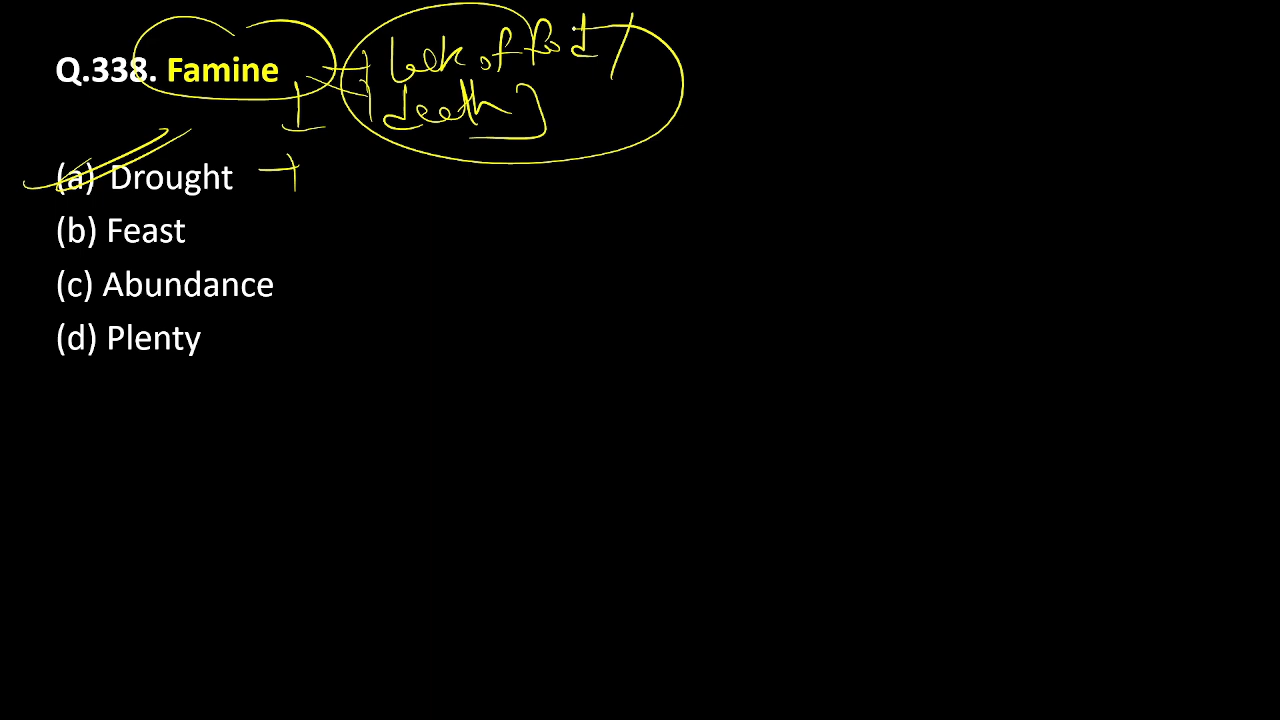 Q.338. Famine
lack of food /
death
(a) Drought
(b) Feast
(c) Abundance
(d) Plenty